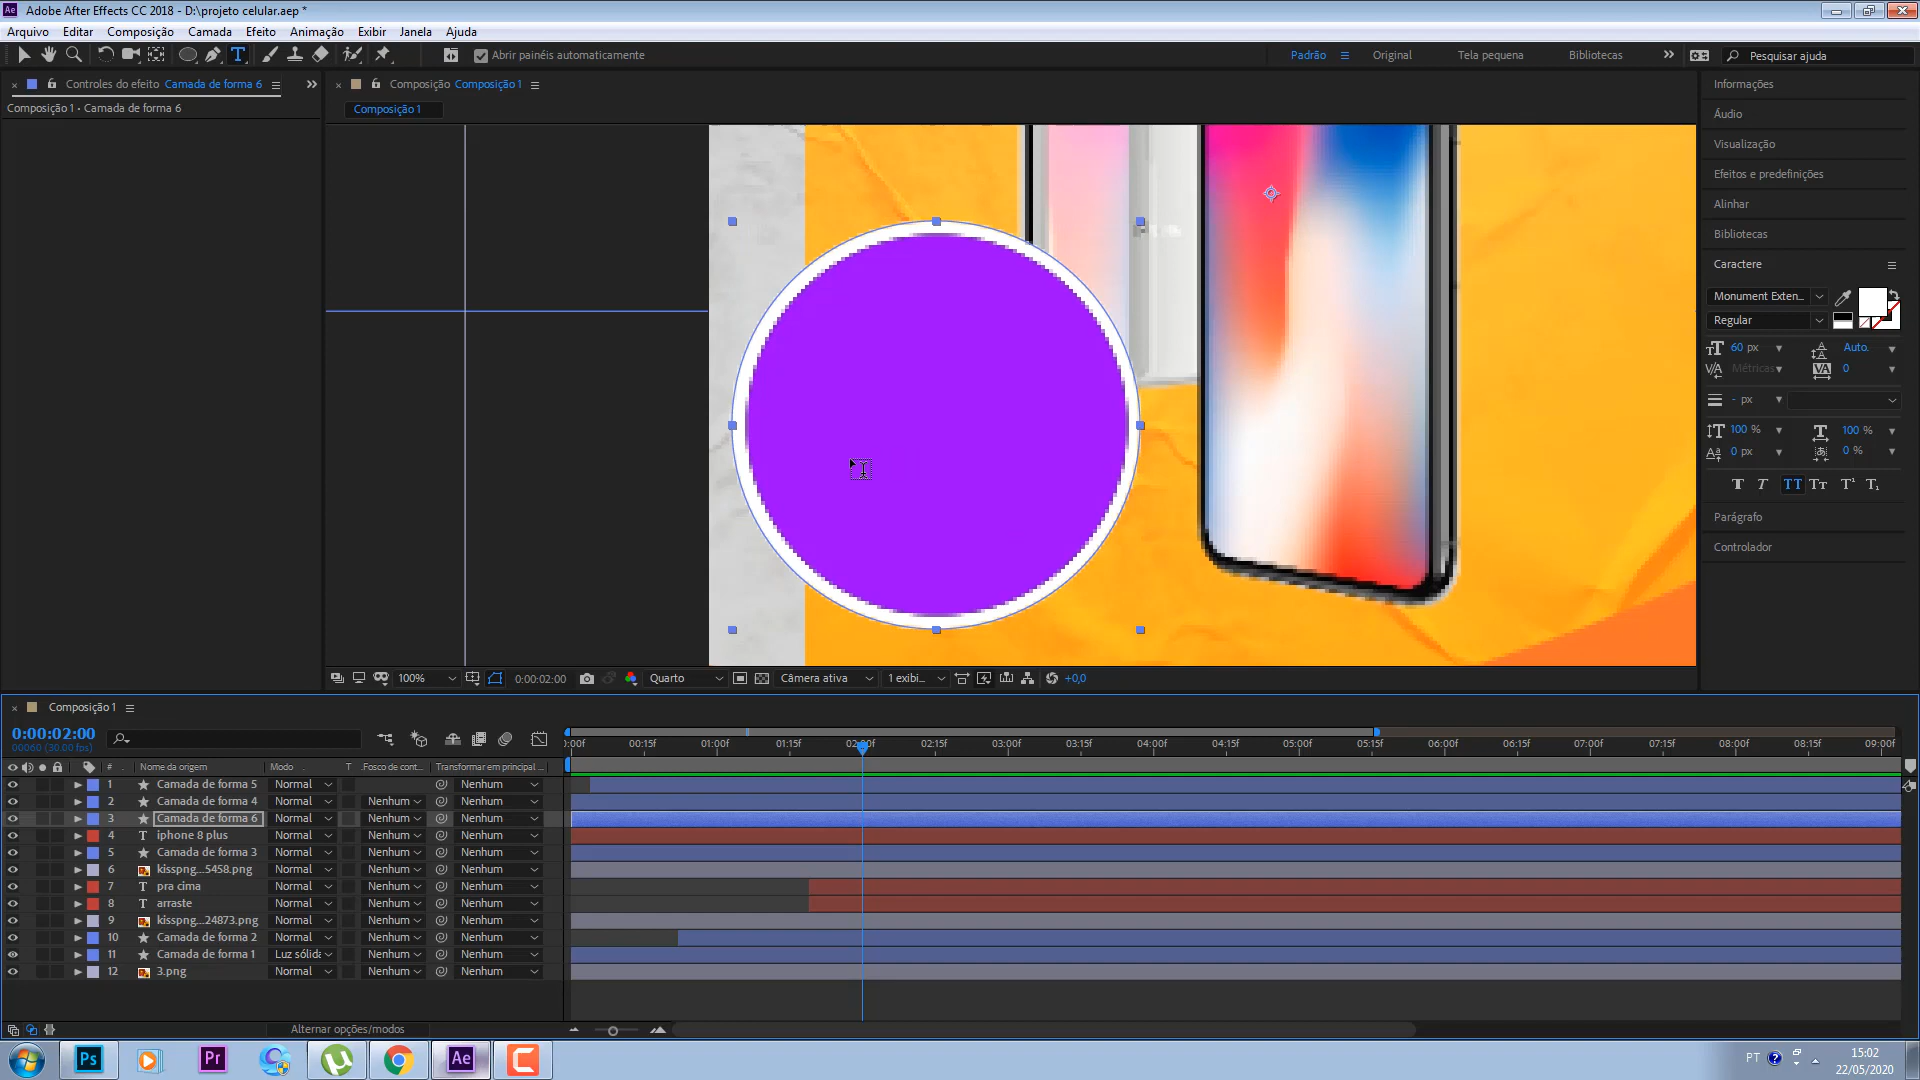 Adobe After Effects CC 2018 - D:\projeto celular.aep *
Arquivo Editar Composição Camada Efeito Animação Exibir Janela Ajuda
Abrir painéis automaticamente
Padrão Original Tela pequena Bibliotecas Pesquisar ajuda
Controles do efeito Camada de forma 6
Composição Composição 1
Composição 1 • Camada de forma 6
Composição 1
Informações
Áudio
Visualização
Efeitos e predefinições
Alinhar
Bibliotecas
Caractere
Monument Exten...
Regular
60 px Auto.
Métricas 0
- px
100 % 100 %
0 px 0 %
Parágrafo
Controlador
100% 0:00:02:00 Quarto Câmera ativa 1 exibi... +0,0
Composição 1
0:00:02:00
00060 (30.00 fps)
:00f 00:15f 01:00f 01:15f 02:00f 02:15f 03:00f 03:15f 04:00f 04:15f 05:00f 05:15f 06:00f 06:15f 07:00f 07:15f 08:00f 08:15f 09:00f
# Nome da origem Modo T .Fosco de cont... Transformar em principal ...
1 Camada de forma 5 Normal Nenhum
2 Camada de forma 4 Normal Nenhum Nenhum
3 Camada de forma 6 Normal Nenhum Nenhum
4 T iphone 8 plus Normal Nenhum Nenhum
5 Camada de forma 3 Normal Nenhum Nenhum
6 kisspng...5458.png Normal Nenhum Nenhum
7 T pra cima Normal Nenhum Nenhum
8 T arraste Normal Nenhum Nenhum
9 kisspng...24873.png Normal Nenhum Nenhum
10 Camada de forma 2 Normal Nenhum Nenhum
11 Camada de forma 1 Luz sólida Nenhum Nenhum
12 3.png Normal Nenhum Nenhum
Alternar opções/modos
Ps Pr Ae C
PT
15:02
22/05/2020